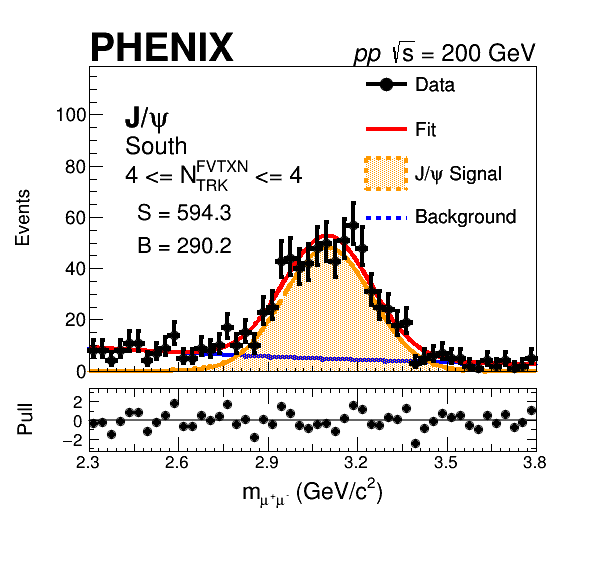 PHENIX
pp √s = 200 GeV
J/ψ
South
4 <= N_TRK^FVTXN <= 4
S = 594.3
B = 290.2
Data
Fit
J/ψ Signal
Background
Events
100
80
60
40
20
0
Pull
2
0
−2
2.3 2.6 2.9 3.2 3.5 3.8
m_μ⁺μ⁻ (GeV/c²)